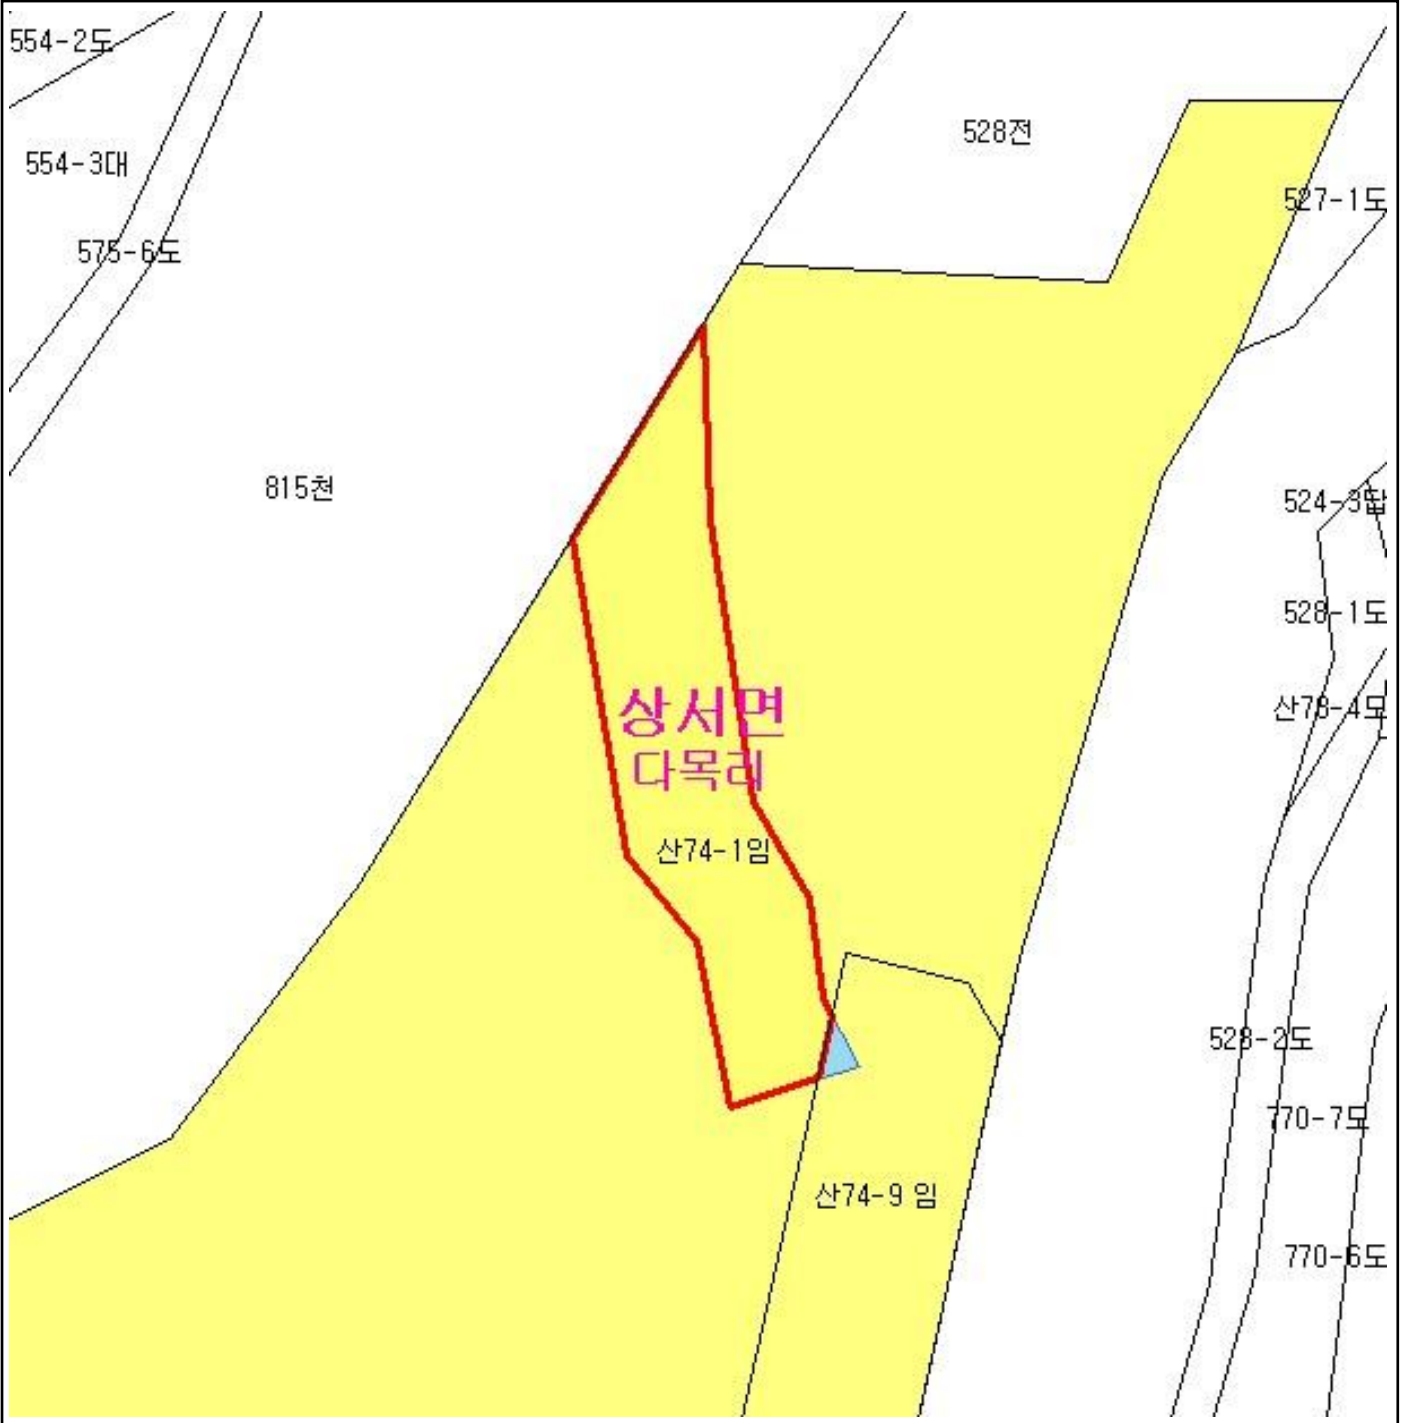 554-2도
528전
554-3대
527-1도
575-6도
815천
524-3답
528-1도
상서면
산78-4도
다목리
산74-1임
528-2도
770-7도
산74-9 임
770-6도